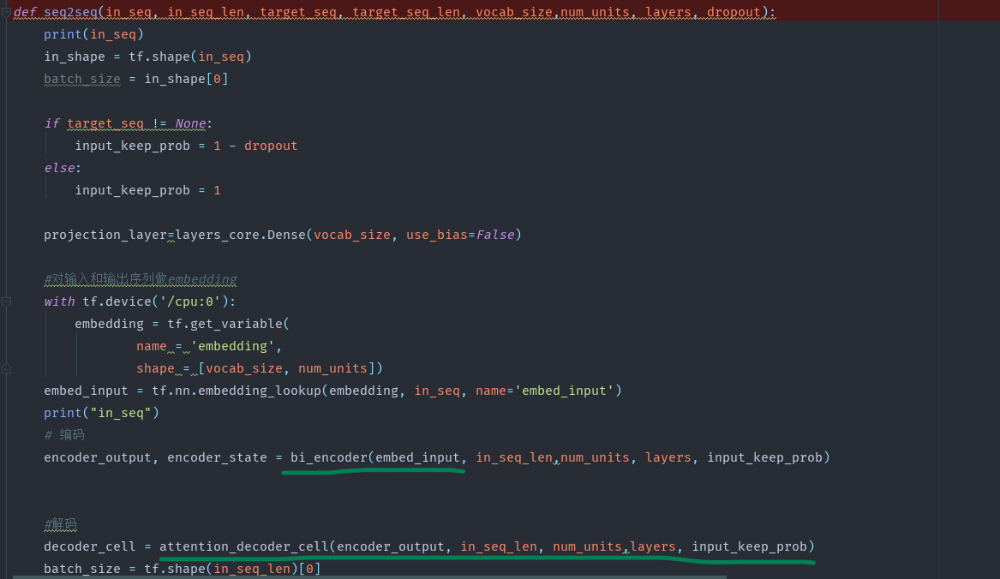 def seq2seq(in_seq, in_seq_len, target_seq, target_seq_len, vocab_size,num_units, layers, dropout):
print(in_seq)
in_shape = tf.shape(in_seq)
batch_size = in_shape[0]
if target_seq != None:
input_keep_prob = 1 - dropout
else:
input_keep_prob = 1
projection_layer=layers_core.Dense(vocab_size, use_bias=False)
#对输入和输出序列做embedding
with tf.device('/cpu:0'):
embedding = tf.get_variable(
name = 'embedding',
shape = [vocab_size, num_units])
embed_input = tf.nn.embedding_lookup(embedding, in_seq, name='embed_input')
print("in_seq")
# 编码
encoder_output, encoder_state = bi_encoder(embed_input, in_seq_len,num_units, layers, input_keep_prob)
#解码
decoder_cell = attention_decoder_cell(encoder_output, in_seq_len, num_units,layers, input_keep_prob)
batch_size = tf.shape(in_seq_len)[0]